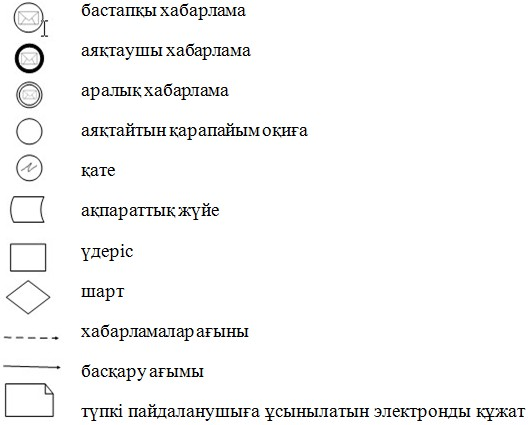 бастапқы хабарлама
аяқтаушы хабарлама
аралық хабарлама
аяқтайтын қарапайым оқиға
қате
ақпараттық жүйе
үдеріс
шарт
хабарламалар ағыны
басқару ағымы
түпкі пайдаланушыға ұсынылатын электронды құжат